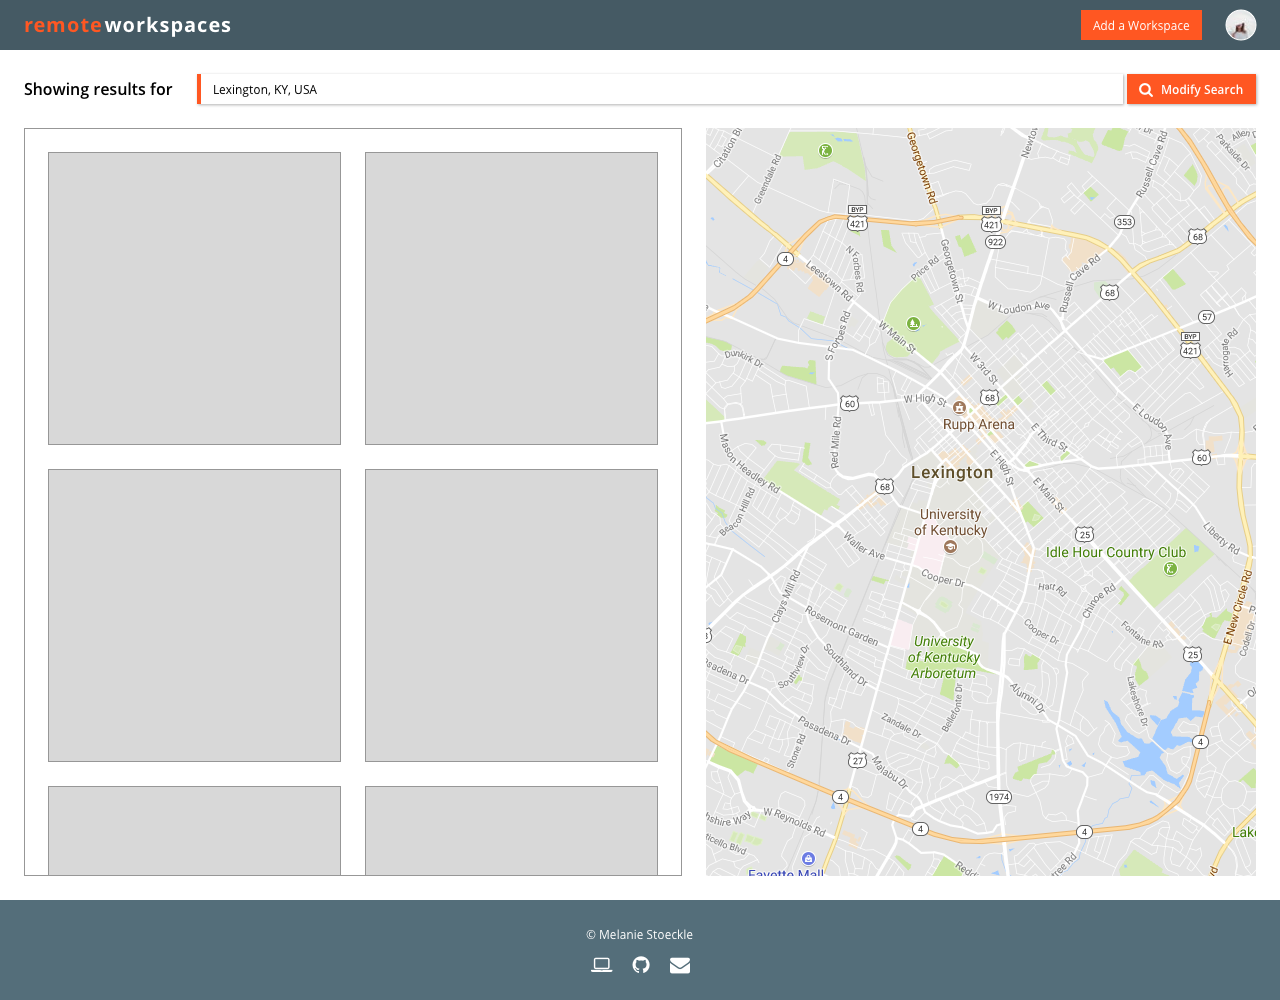 remoteworkspaces
Add a Workspace
Showing results for
Lexington, KY, USA
Modify Search
Citation Bl
Greendale Rd
Georgetown Rd
Newtow
Russell Cave Rd
Allen D
Parkside Dr
BYP
421
BYP
421
922
353
68
4
Leestown Rd
N Forbes Rd
Price Rd
Georgetown St
Russell Cave Rd
68
W Loudon Ave
57
BYP
421
Harrogate Rd
S Forbes Rd
W Main St
Dunkirk Dr
W 3rd St
60
W High St
68
Rupp Arena
E Loudon Ave
Red Mile Rd
E Third St
Mason Headley Rd
E High St
60
Lexington
68
E Main St
Beacon Hill Rd
University
of Kentucky
25
Liberty Rd
Waller Ave
Idle Hour Country Club
Cooper Dr
Hart Rd
Chinoe Rd
Clays Mill Rd
E New Circle Rd
Rosemont Garden
Cooper Dr
Fontaine Rd
Codell Dr
University
of Kentucky
Arboretum
Southland Dr
Southview Dr
25
asadena Dr
Alumni Dr
Lakeshore Dr
Bellefonte Dr
Zandale Dr
Pasadena Dr
Stone Rd
4
27
Malabu Dr
4
1974
W Reynolds Rd
4
4
Lake
Fayette Mall
© Melanie Stoeckle